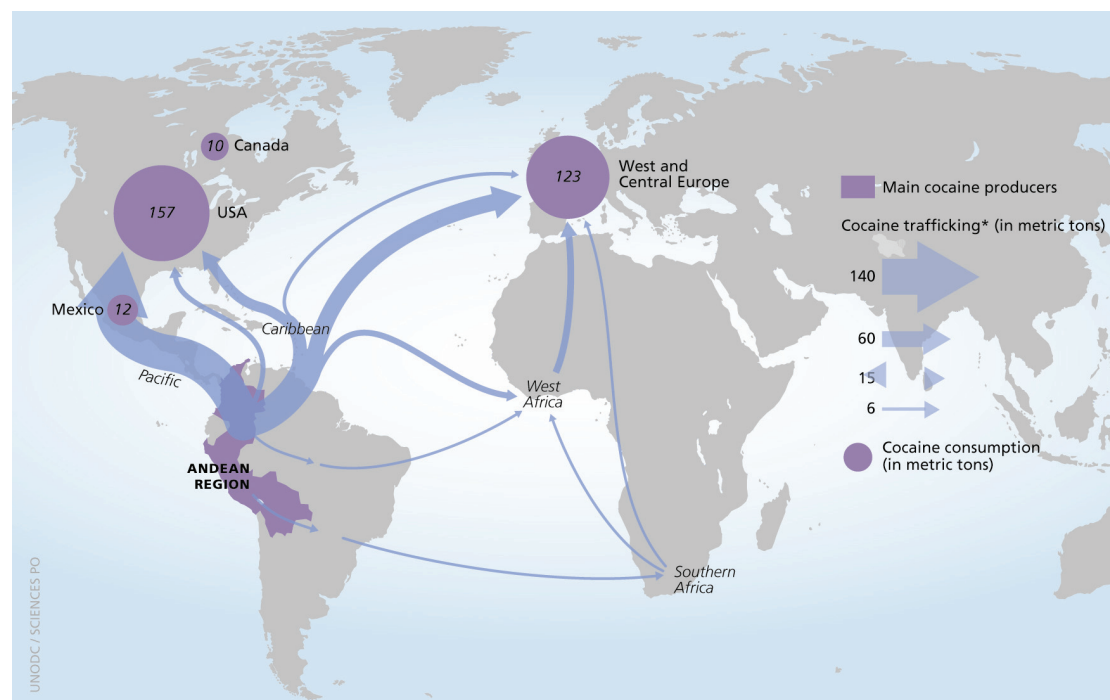 10 Canada
157 USA
123
West and
Central Europe
Main cocaine producers
Cocaine trafficking* (in metric tons)
140
Mexico 12
Caribbean
60
Pacific
15
West
Africa
6
Cocaine consumption
(in metric tons)
ANDEAN
REGION
Southern
Africa
UNODC / SCIENCES PO